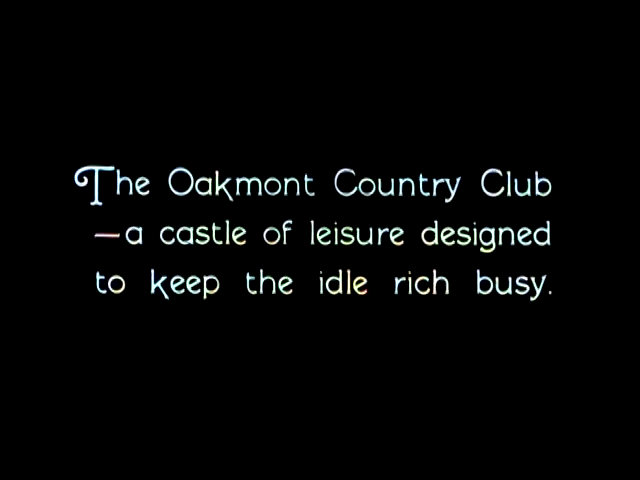 The Oakmont Country Club
—a castle of leisure designed
to keep the idle rich busy.